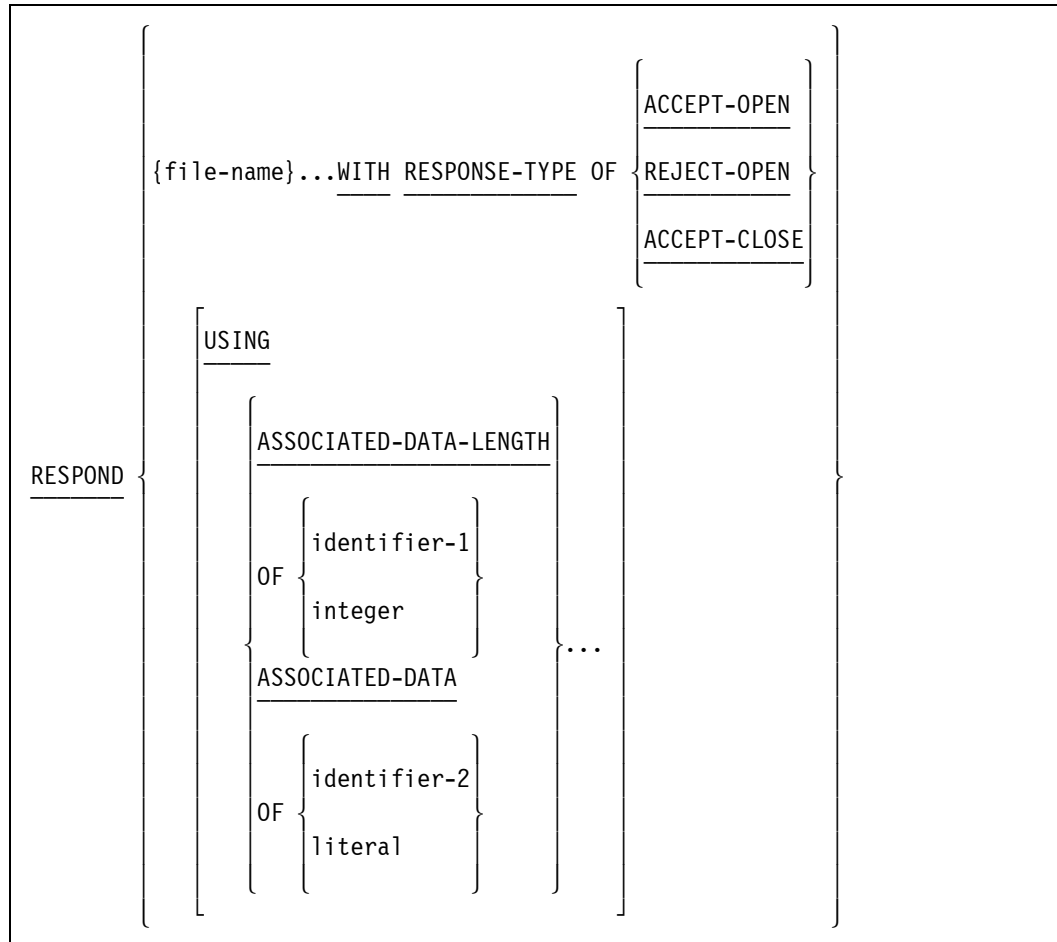 ACCEPT-OPEN
{file-name}...WITH RESPONSE-TYPE OF REJECT-OPEN
ACCEPT-CLOSE
USING
ASSOCIATED-DATA-LENGTH
RESPOND
identifier-1
OF
integer
...
ASSOCIATED-DATA
identifier-2
OF
literal